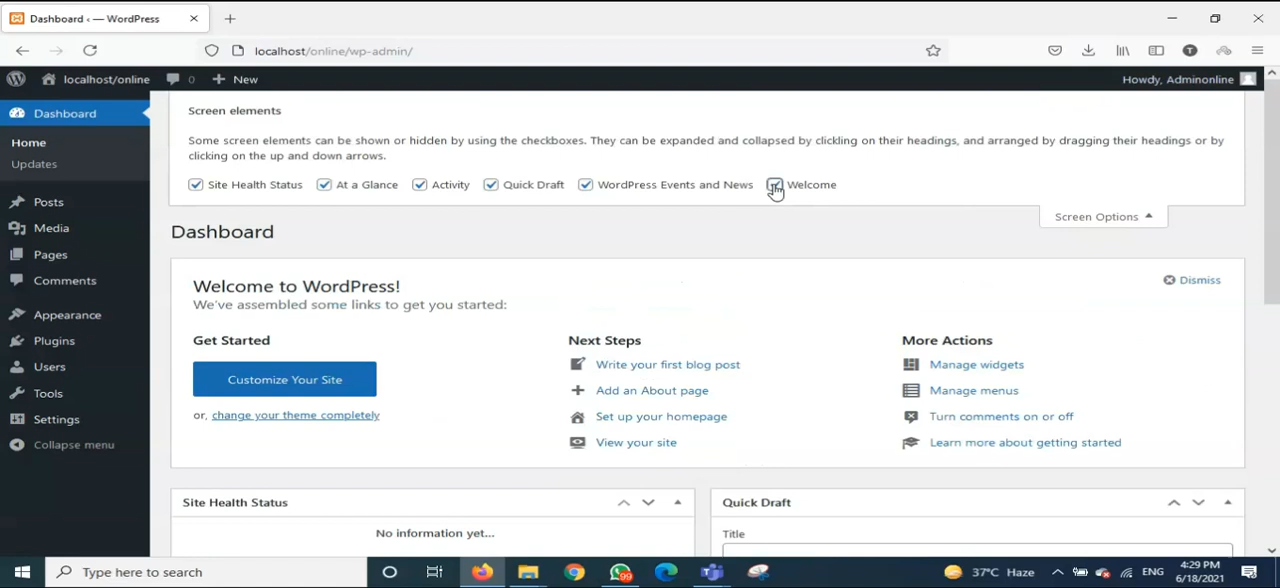 Dashboard ‹ — WordPress
localhost/online/wp-admin/
T
localhost/online
0
New
Howdy, Adminonline
Dashboard
Home
Updates
Posts
Media
Pages
Comments
Appearance
Plugins
Users
Tools
Settings
Collapse menu
Screen elements
Some screen elements can be shown or hidden by using the checkboxes. They can be expanded and collapsed by clicking on their headings, and arranged by dragging their headings or by
clicking on the up and down arrows.
Site Health Status At a Glance Activity Quick Draft WordPress Events and News Welcome
Screen Options
Dashboard
Welcome to WordPress!
Dismiss
We've assembled some links to get you started:
Get Started
Customize Your Site
or, change your theme completely
Next Steps
Write your first blog post
Add an About page
Set up your homepage
View your site
More Actions
Manage widgets
Manage menus
Turn comments on or off
Learn more about getting started
Site Health Status
No information yet...
Quick Draft
Title
Type here to search
99
37°C Haze
ENG
4:29 PM
6/18/2021